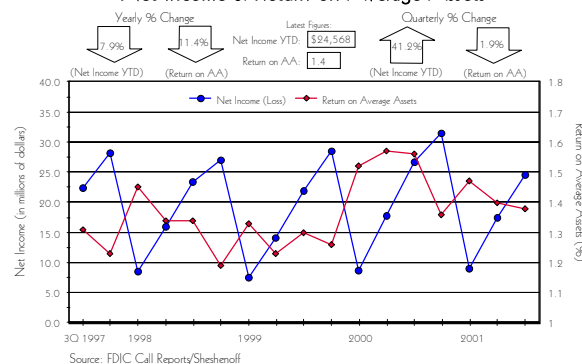 Yearly % Change
Latest Figures:
Quarterly % Change
7.9%
11.4%
Net Income YTD: $24,568
Return on AA: 1.4
41.2%
1.9%
(Net Income YTD) (Return on AA) (Net Income YTD) (Return on AA)
Net Income (Loss) Return on Average Assets
Net Income (in millions of dollars)
40.0
35.0
30.0
25.0
20.0
15.0
10.0
5.0
0.0
1.8
1.7
1.6
1.5
1.4
1.3
1.2
1.1
1
Return on Average Assets (%)
3Q 1997 1998 1999 2000 2001
Source: FDIC Call Reports/Sheshenoff